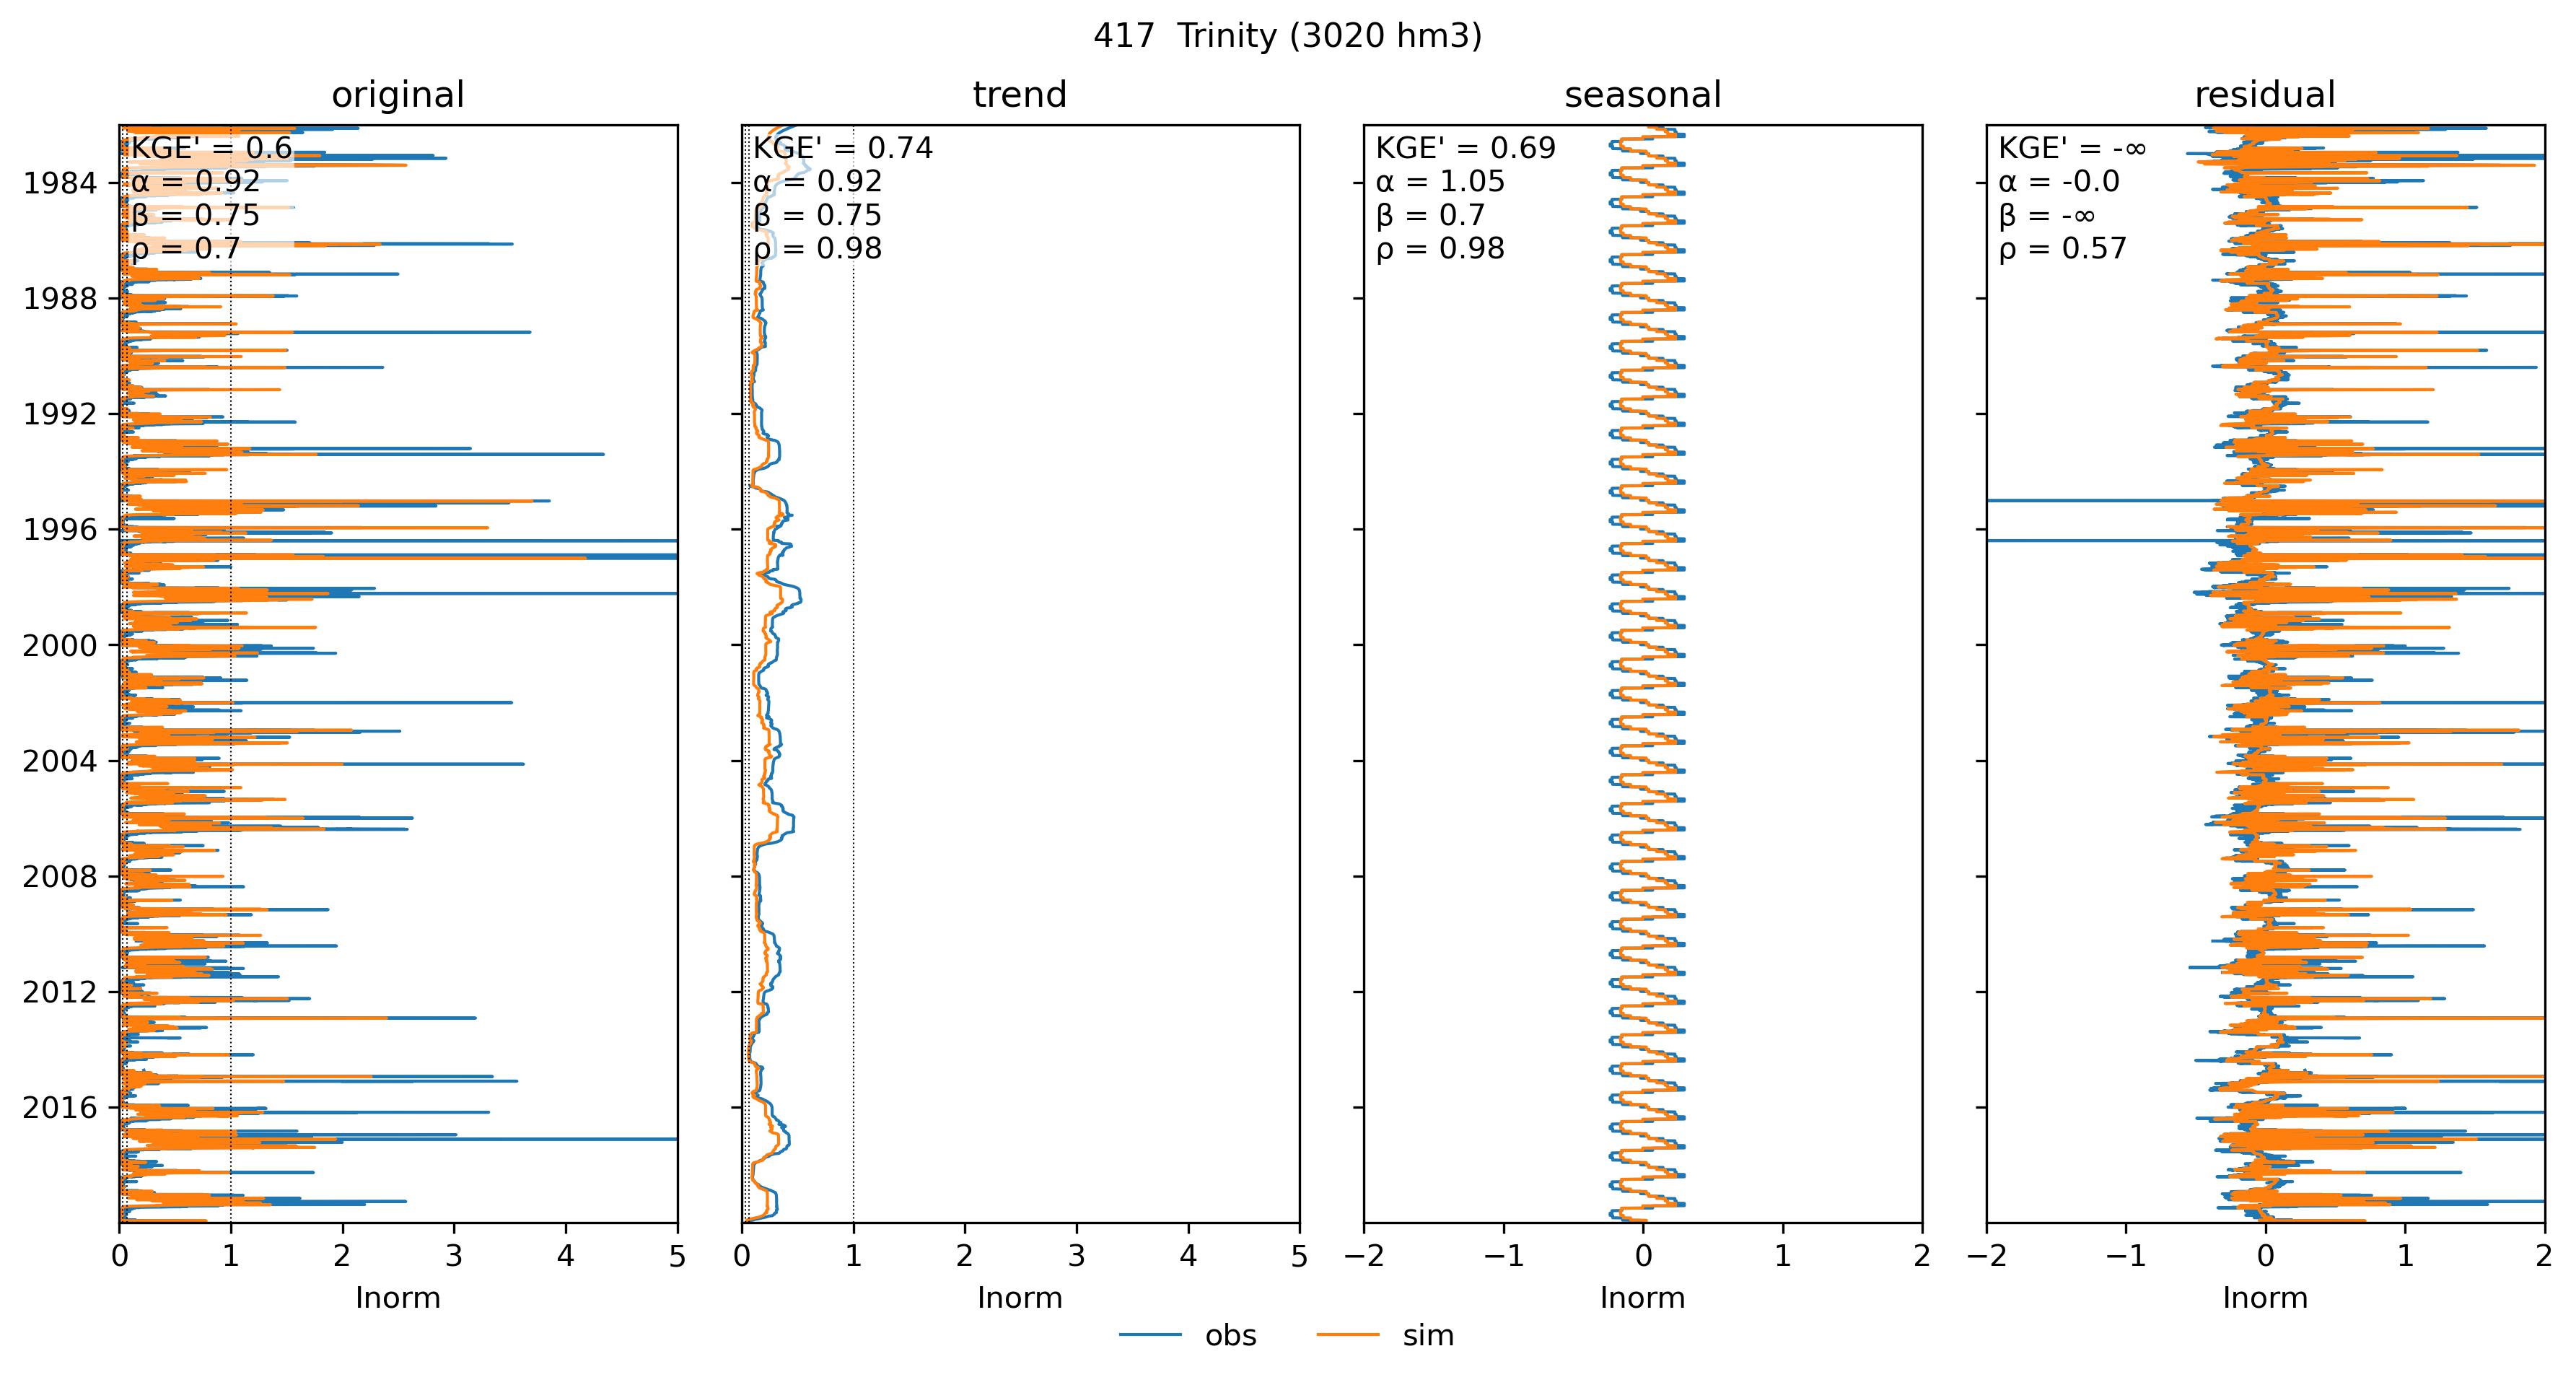 417  Trinity (3020 hm3)
original
trend
seasonal
residual
KGE' = 0.6
α = 0.92
β = 0.75
ρ = 0.7
KGE' = 0.74
α = 0.92
β = 0.75
ρ = 0.98
KGE' = 0.69
α = 1.05
β = 0.7
ρ = 0.98
KGE' = -∞
α = -0.0
β = -∞
ρ = 0.57
1984
1988
1992
1996
2000
2004
2008
2012
2016
0 1 2 3 4 5
0 1 2 3 4 5
−2 −1 0 1 2
−2 −1 0 1 2
Inorm
Inorm
Inorm
Inorm
obs
sim